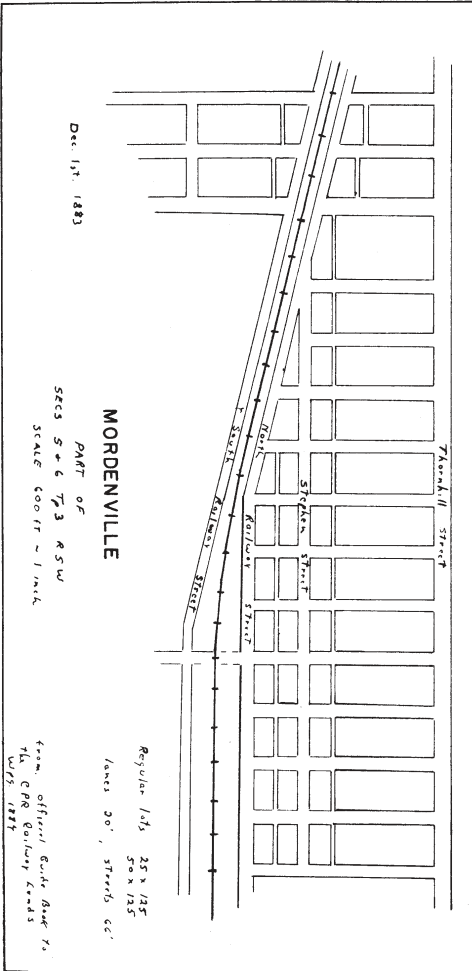 Thornhill Street
Stephen Street
North Railway Street
South Railway Street
MORDENVILLE
PART OF
SECS 5 + 6 Tp 3 R 5 W
SCALE 600 FT ~ 1 inch
Dec. 1st. 1883
Regular lots 25 x 125
50 x 125
lanes 20', streets 66'
from. official Guide Book to
the CPR Railway Lands
Wpg. 1884